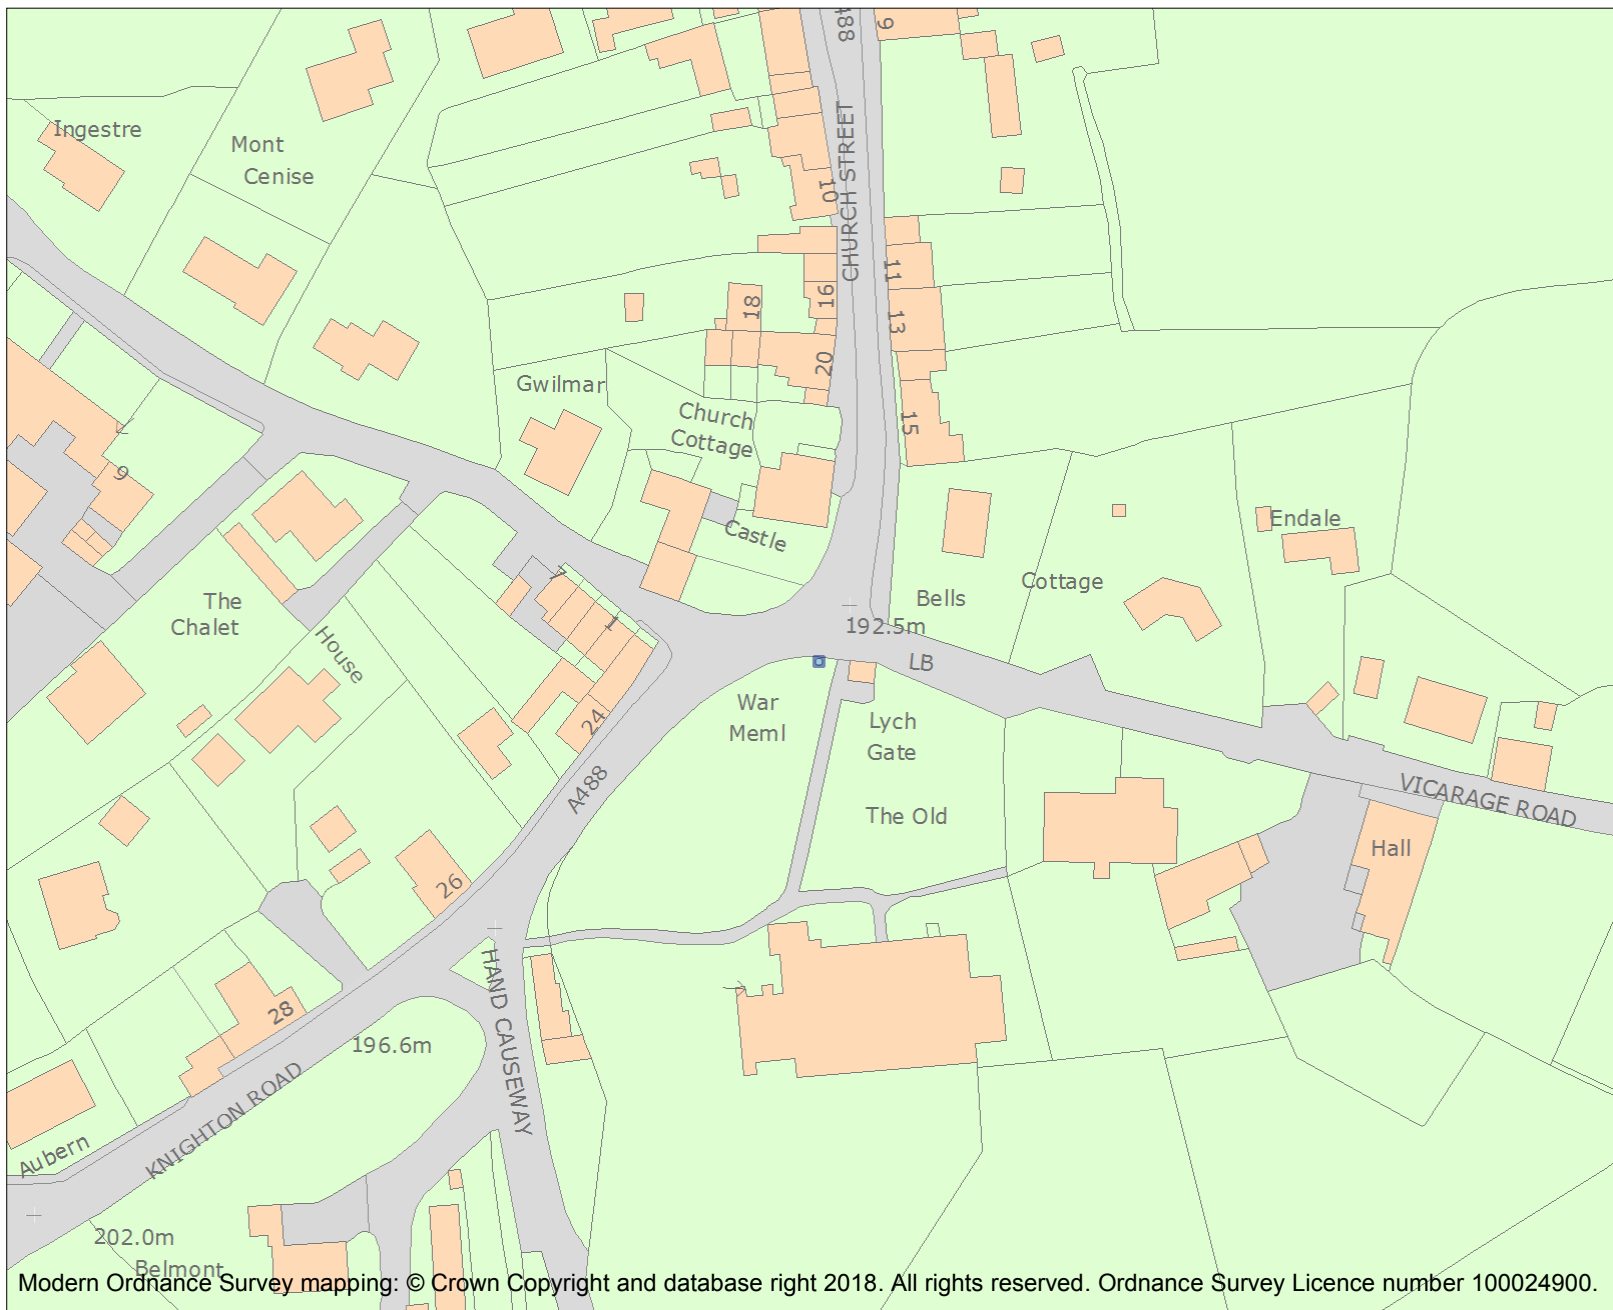 A488
9
Ingestre
Mont
Cenise
CHURCH STREET
10
11
16
18
13
20
Gwilmar
Church
Cottage
15
9
Castle
Endale
Cottage
Bells
7
1
The
Chalet
House
192.5m
LB
War
Meml
24
Lych
Gate
A488
The Old
VICARAGE ROAD
Hall
26
HAND CAUSEWAY
28
196.6m
KNIGHTON ROAD
Aubern
202.0m
Belmont
Modern Ordnance Survey mapping: © Crown Copyright and database right 2018. All rights reserved. Ordnance Survey Licence number 100024900.